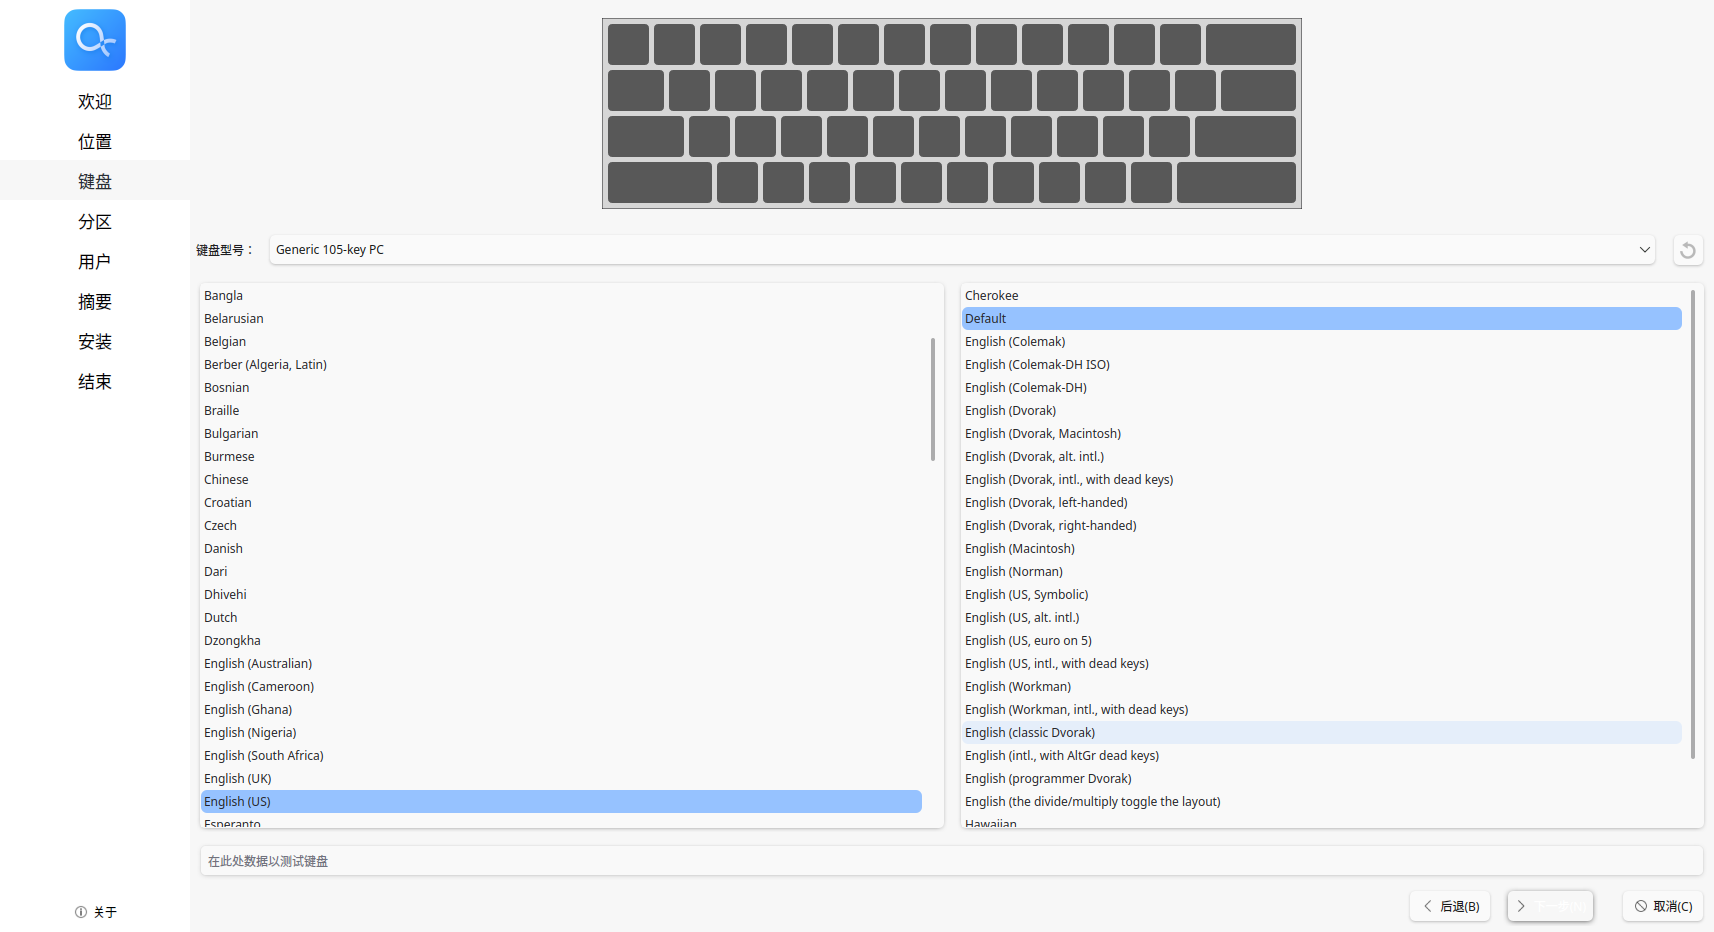 欢迎
位置
键盘
分区
用户
摘要
安装
结束
关于
键盘型号：
Generic 105-key PC
Bangla
Belarusian
Belgian
Berber (Algeria, Latin)
Bosnian
Braille
Bulgarian
Burmese
Chinese
Croatian
Czech
Danish
Dari
Dhivehi
Dutch
Dzongkha
English (Australian)
English (Cameroon)
English (Ghana)
English (Nigeria)
English (South Africa)
English (UK)
English (US)
Esperanto
Cherokee
Default
English (Colemak)
English (Colemak-DH ISO)
English (Colemak-DH)
English (Dvorak)
English (Dvorak, Macintosh)
English (Dvorak, alt. intl.)
English (Dvorak, intl., with dead keys)
English (Dvorak, left-handed)
English (Dvorak, right-handed)
English (Macintosh)
English (Norman)
English (US, Symbolic)
English (US, alt. intl.)
English (US, euro on 5)
English (US, intl., with dead keys)
English (Workman)
English (Workman, intl., with dead keys)
English (classic Dvorak)
English (intl., with AltGr dead keys)
English (programmer Dvorak)
English (the divide/multiply toggle the layout)
Hawaiian
在此处数据以测试键盘
后退(B)
取消(C)